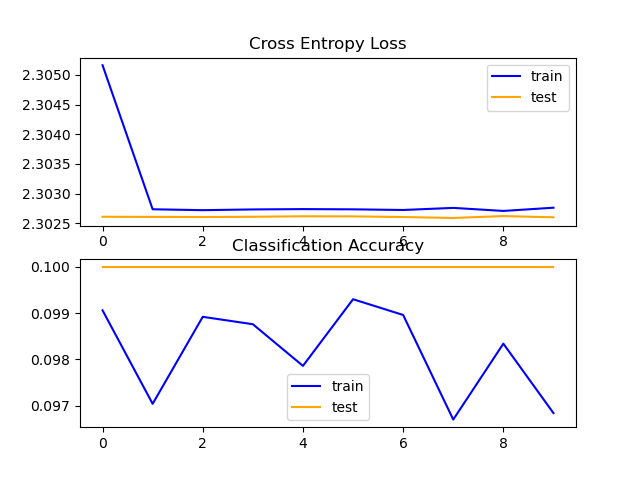 Cross Entropy Loss
2.3050
2.3045
2.3040
2.3035
2.3030
2.3025
train
test
0 2 4 6 8
Classification Accuracy
0.100
0.099
0.098
0.097
train
test
0 2 4 6 8